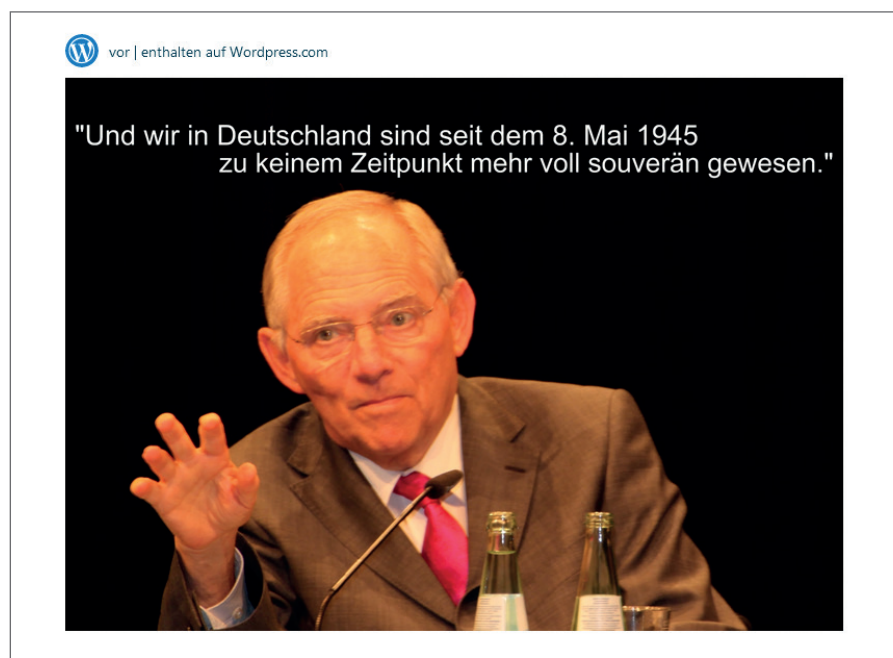 vor | enthalten auf Wordpress.com
"Und wir in Deutschland sind seit dem 8. Mai 1945
zu keinem Zeitpunkt mehr voll souverän gewesen."